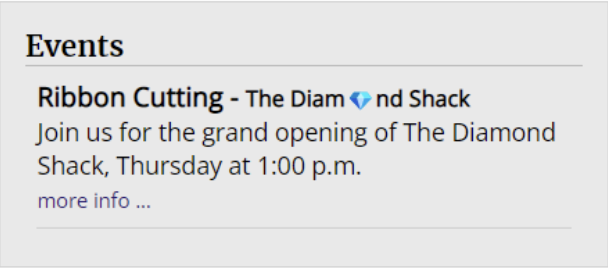 Events
Ribbon Cutting - The Diam💎nd Shack
Join us for the grand opening of The Diamond
Shack, Thursday at 1:00 p.m.
more info ...